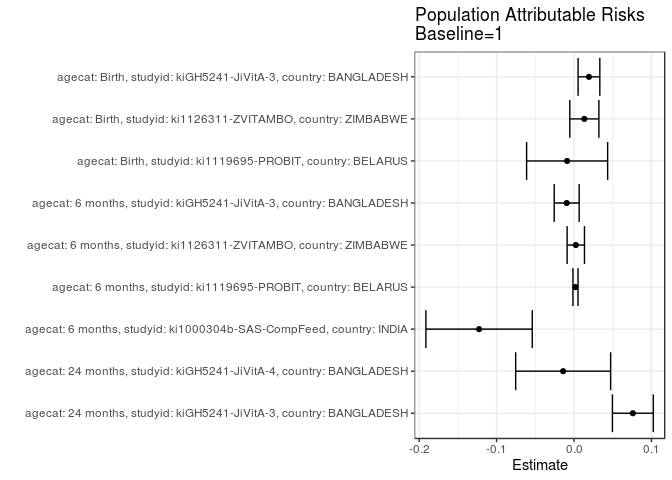 Population Attributable Risks
Baseline=1
agecat: Birth, studyid: kiGH5241-JiVitA-3, country: BANGLADESH
agecat: Birth, studyid: ki1126311-ZVITAMBO, country: ZIMBABWE
agecat: Birth, studyid: ki1119695-PROBIT, country: BELARUS
agecat: 6 months, studyid: kiGH5241-JiVitA-3, country: BANGLADESH
agecat: 6 months, studyid: ki1126311-ZVITAMBO, country: ZIMBABWE
agecat: 6 months, studyid: ki1119695-PROBIT, country: BELARUS
agecat: 6 months, studyid: ki1000304b-SAS-CompFeed, country: INDIA
agecat: 24 months, studyid: kiGH5241-JiVitA-4, country: BANGLADESH
agecat: 24 months, studyid: kiGH5241-JiVitA-3, country: BANGLADESH
-0.2 -0.1 0.0 0.1
Estimate